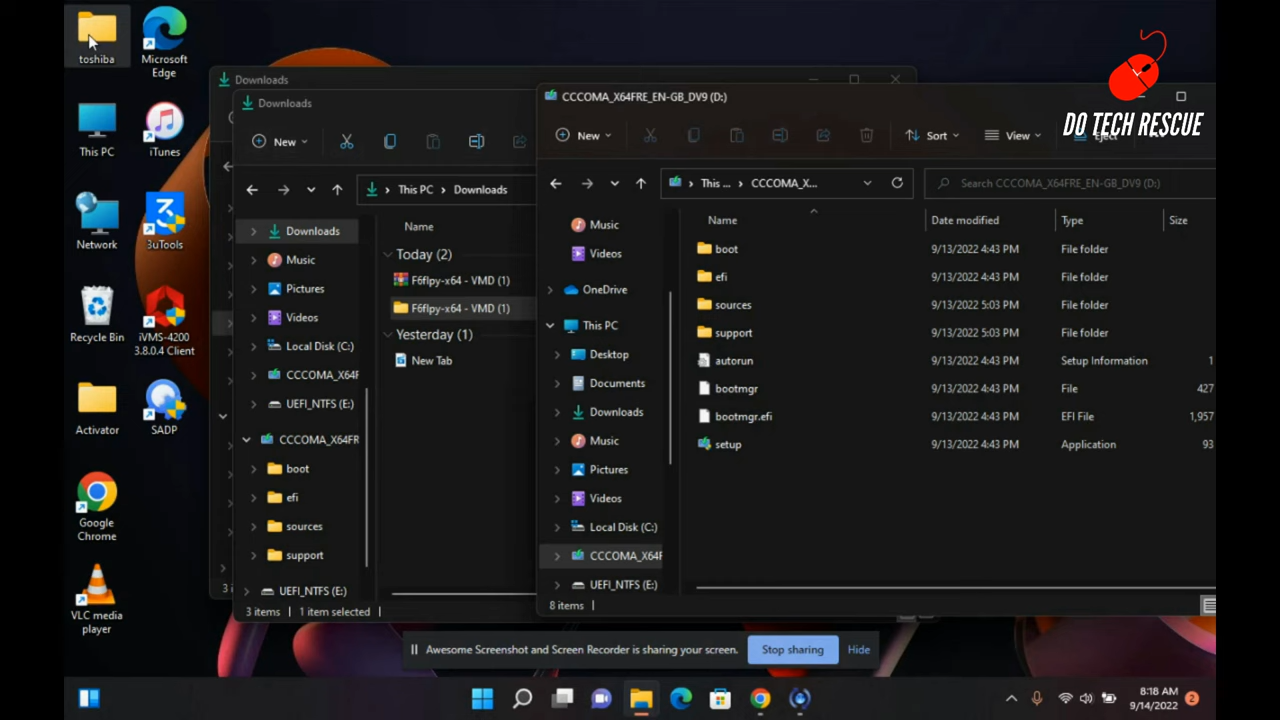 toshiba
Microsoft
Edge
This PC
iTunes
Network
3uTools
Recycle Bin
iVMS-4200
3.8.0.4 Client
Activator
SADP
Google
Chrome
VLC media
player
Downloads
3 i
Downloads
New
This PC
Downloads
Downloads
Music
Pictures
Videos
Local Disk (C:)
CCCOMA_X64F
UEFI_NTFS (E:)
CCCOMA_X64FR
boot
efi
sources
support
UEFI_NTFS (E:)
Name
Today (2)
F6flpy-x64 - VMD (1)
F6flpy-x64 - VMD (1)
Yesterday (1)
New Tab
3 items
1 item selected
CCCOMA_X64FRE_EN-GB_DV9 (D:)
New
Sort
View
Eject
This ...
CCCOMA_X...
Search CCCOMA_X64FRE_EN-GB_DV9 (D:)
Music
Videos
OneDrive
This PC
Desktop
Documents
Downloads
Music
Pictures
Videos
Local Disk (C:)
CCCOMA_X64F
UEFI_NTFS (E:)
Name Date modified Type Size
boot 9/13/2022 4:43 PM File folder
efi 9/13/2022 4:43 PM File folder
sources 9/13/2022 5:03 PM File folder
support 9/13/2022 5:03 PM File folder
autorun 9/13/2022 4:43 PM Setup Information 1
bootmgr 9/13/2022 4:43 PM File 427
bootmgr.efi 9/13/2022 4:43 PM EFI File 1,957
setup 9/13/2022 4:43 PM Application 93
8 items
DO TECH RESCUE
Awesome Screenshot and Screen Recorder is sharing your screen.
Stop sharing
Hide
8:18 AM
9/14/2022
2